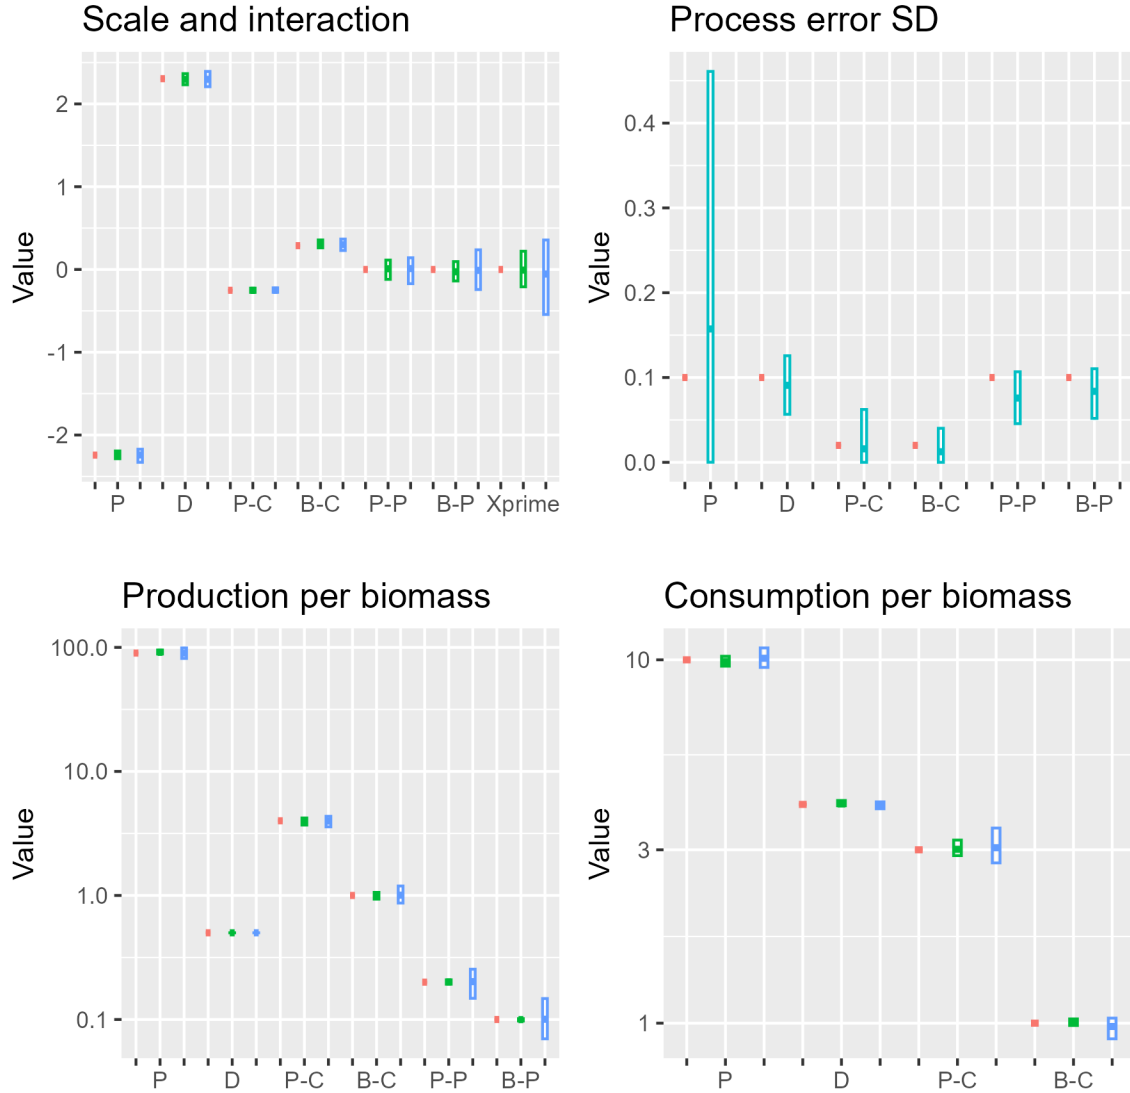 Scale and interaction
Value
2
1
0
-1
-2
P D P-C B-C P-P B-P Xprime
Process error SD
Value
0.4
0.3
0.2
0.1
0.0
P D P-C B-C P-P B-P
Production per biomass
Value
100.0
10.0
1.0
0.1
P D P-C B-C P-P B-P
Consumption per biomass
Value
10
3
1
P D P-C B-C